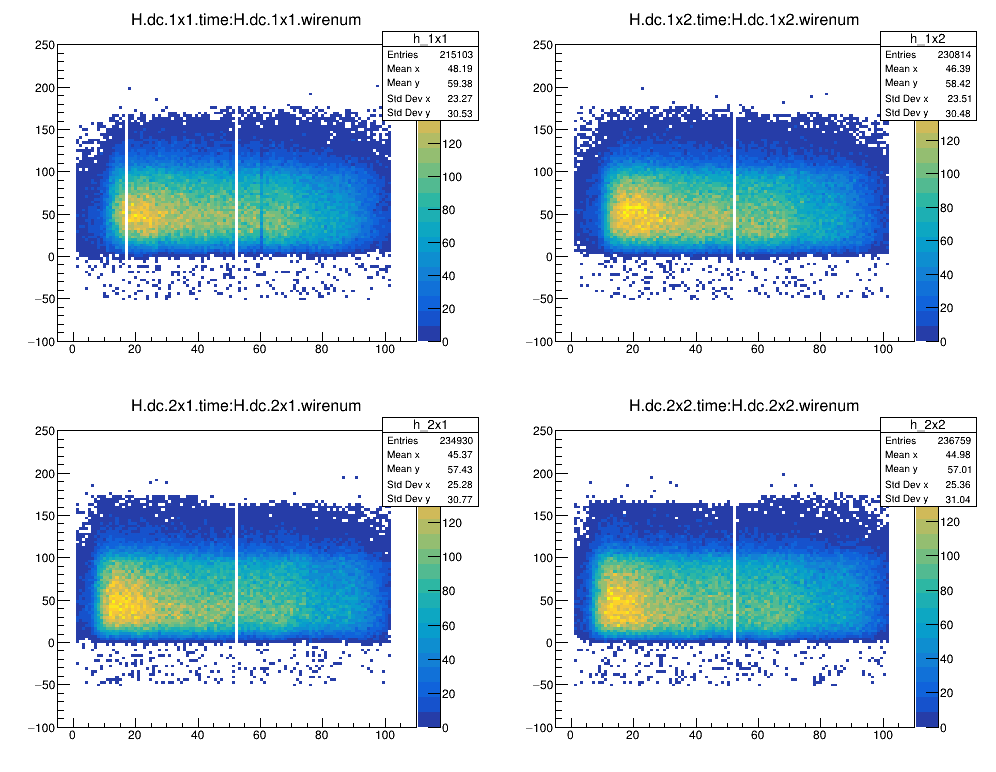 H.dc.1x1.time:H.dc.1x1.wirenum
h_1x1
Entries 215103
Mean x 48.19
Mean y 59.38
Std Dev x 23.27
Std Dev y 30.53
250
200
150
100
50
0
−50
−100
0 20 40 60 80 100
120
100
80
60
40
20
0
H.dc.1x2.time:H.dc.1x2.wirenum
h_1x2
Entries 230814
Mean x 46.39
Mean y 58.42
Std Dev x 23.51
Std Dev y 30.48
250
200
150
100
50
0
−50
−100
0 20 40 60 80 100
120
100
80
60
40
20
0
H.dc.2x1.time:H.dc.2x1.wirenum
h_2x1
Entries 234930
Mean x 45.37
Mean y 57.43
Std Dev x 25.28
Std Dev y 30.77
250
200
150
100
50
0
−50
−100
0 20 40 60 80 100
120
100
80
60
40
20
0
H.dc.2x2.time:H.dc.2x2.wirenum
h_2x2
Entries 236759
Mean x 44.98
Mean y 57.01
Std Dev x 25.36
Std Dev y 31.04
250
200
150
100
50
0
−50
−100
0 20 40 60 80 100
120
100
80
60
40
20
0